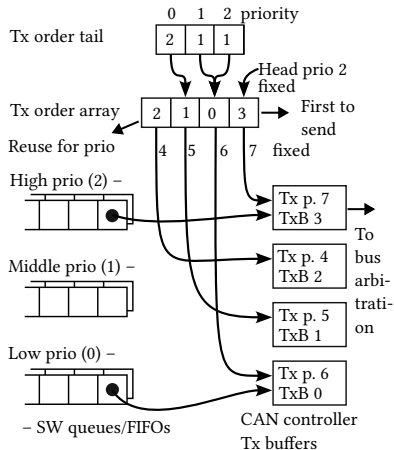 0 1 2 priority
Tx order tail
2 1 1
Head prio 2
fixed
Tx order array
2 1 0 3
First to
send
Reuse for prio
4 5 6 7 fixed
High prio (2) –
Tx p. 7
TxB 3
To
bus
arbi-
trati-
on
Tx p. 4
TxB 2
Middle prio (1) –
Tx p. 5
TxB 1
Low prio (0) –
Tx p. 6
TxB 0
– SW queues/FIFOs
CAN controller
Tx buffers